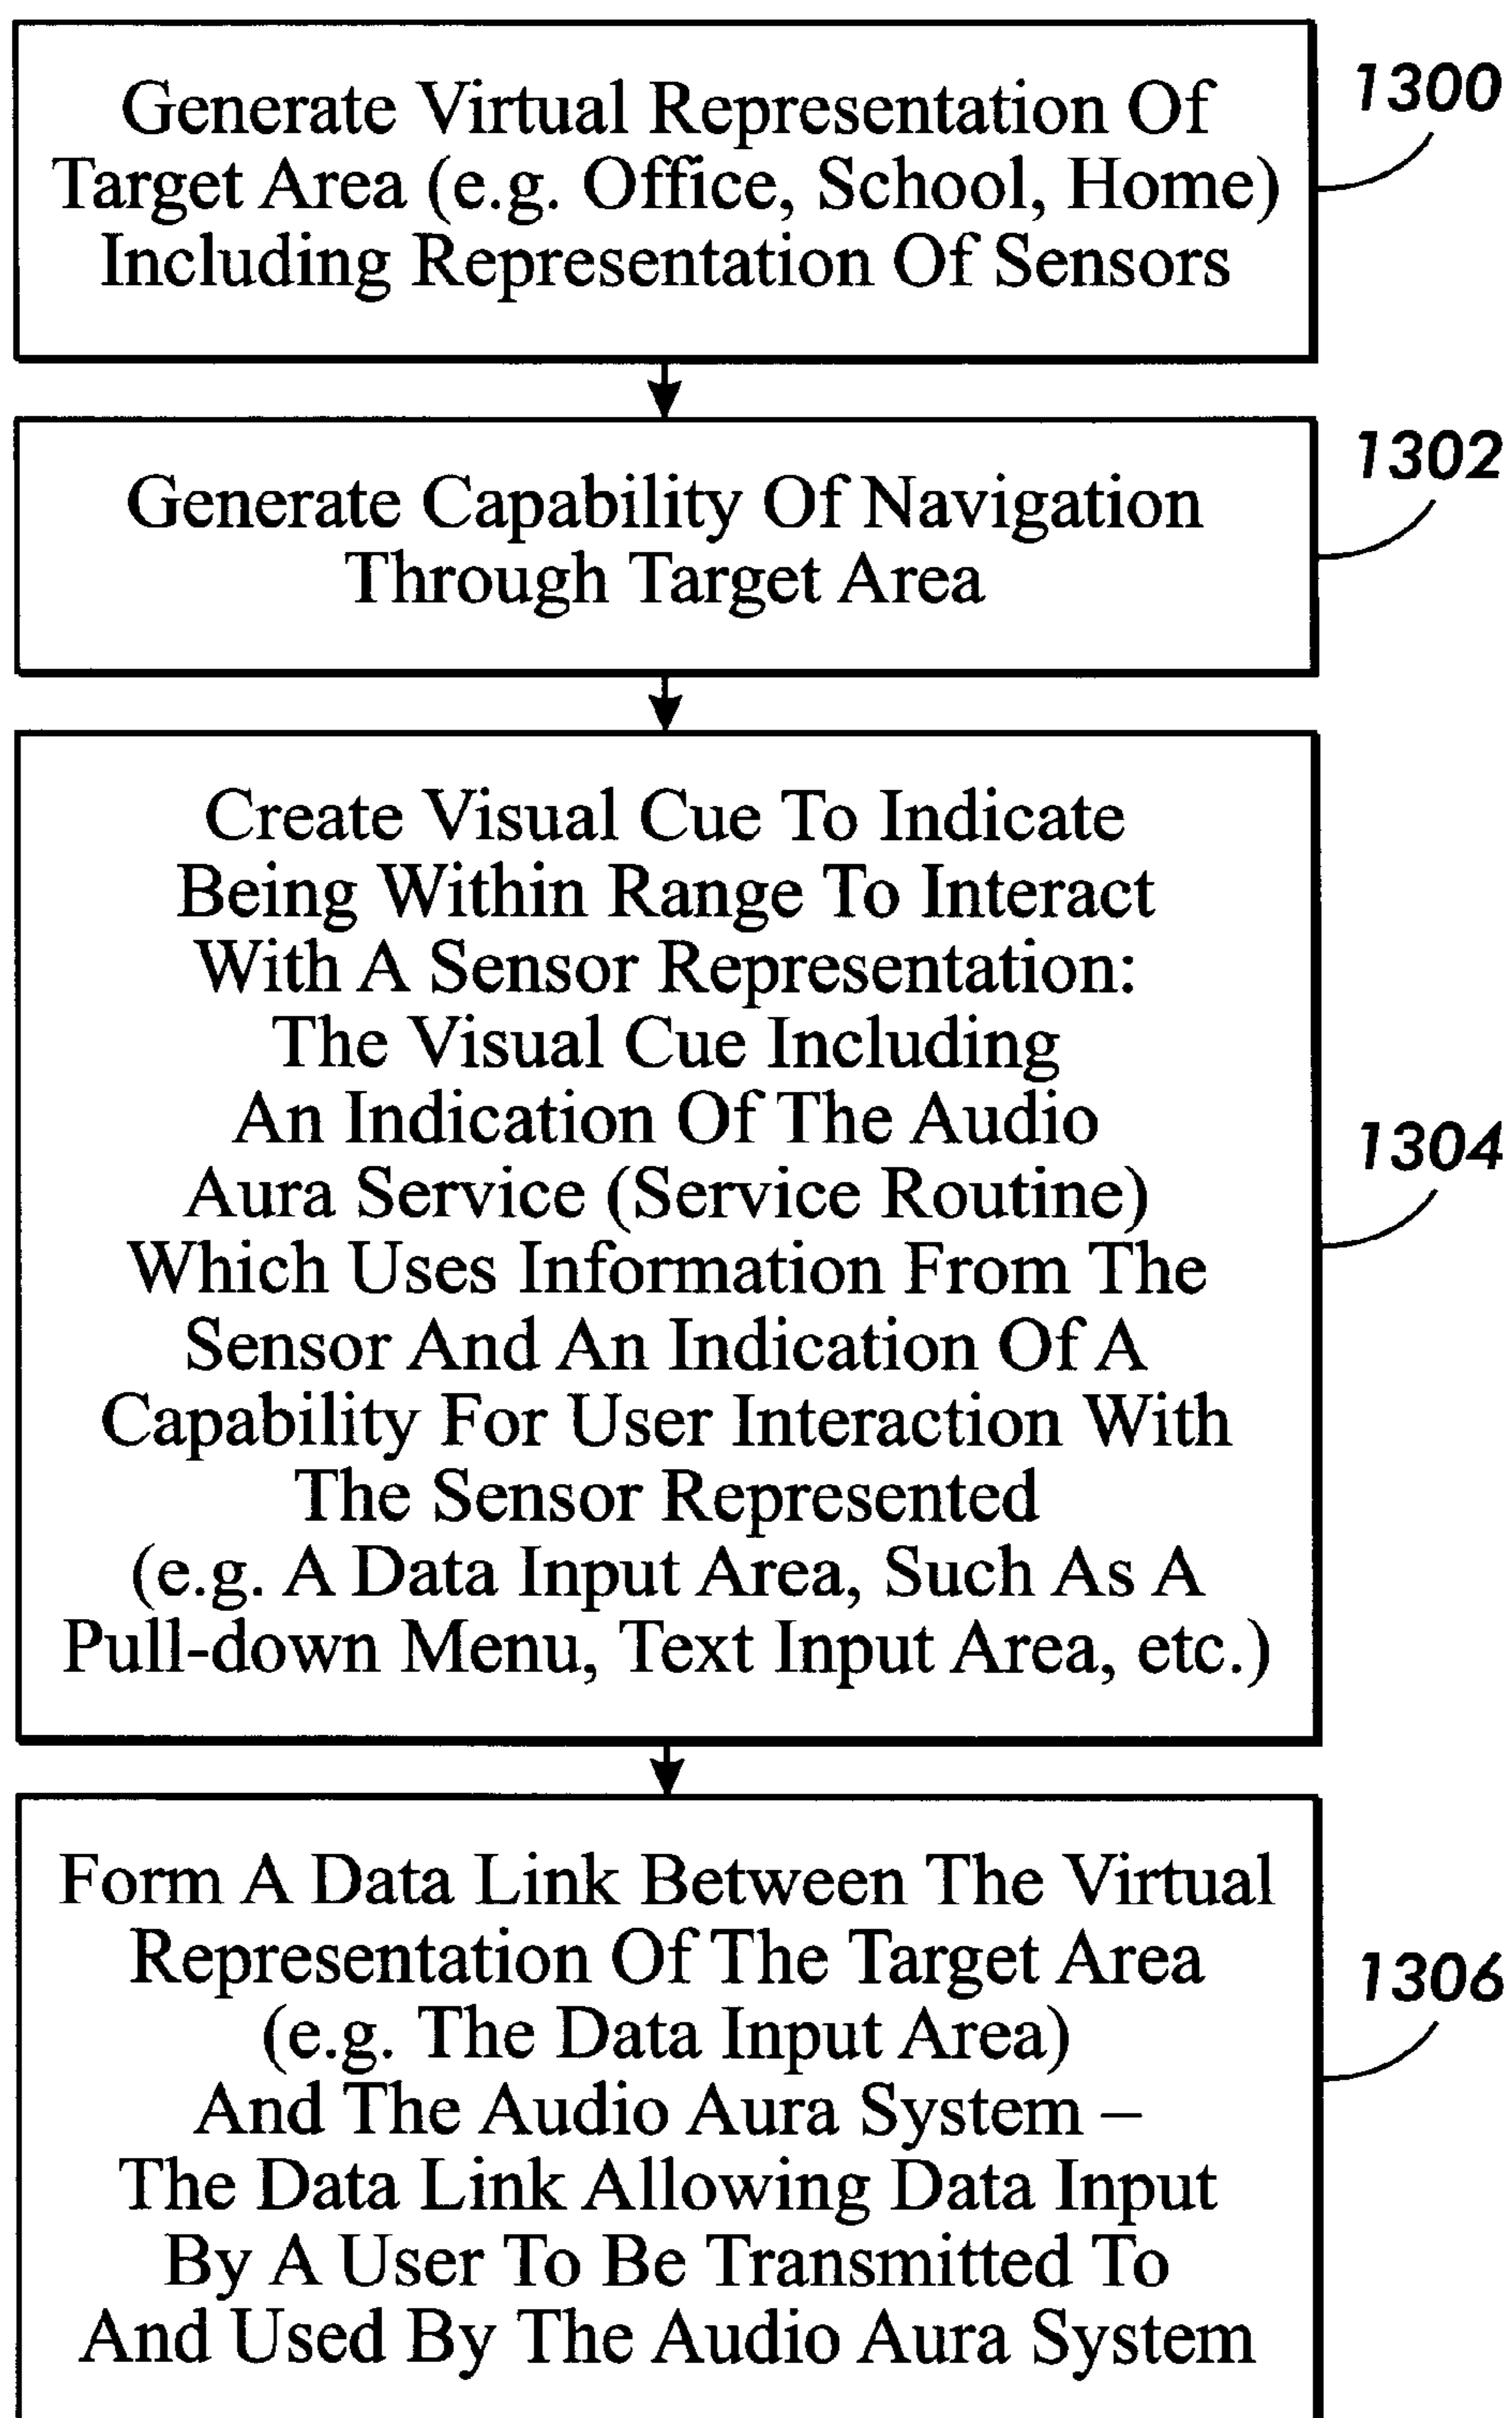 Generate Virtual Representation Of
Target Area (e.g. Office, School, Home)
Including Representation Of Sensors
1300
Generate Capability Of Navigation
Through Target Area
1302
Create Visual Cue To Indicate
Being Within Range To Interact
With A Sensor Representation:
The Visual Cue Including
An Indication Of The Audio
Aura Service (Service Routine)
Which Uses Information From The
Sensor And An Indication Of A
Capability For User Interaction With
The Sensor Represented
(e.g. A Data Input Area, Such As A
Pull-down Menu, Text Input Area, etc.)
1304
Form A Data Link Between The Virtual
Representation Of The Target Area
(e.g. The Data Input Area)
And The Audio Aura System –
The Data Link Allowing Data Input
By A User To Be Transmitted To
And Used By The Audio Aura System
1306